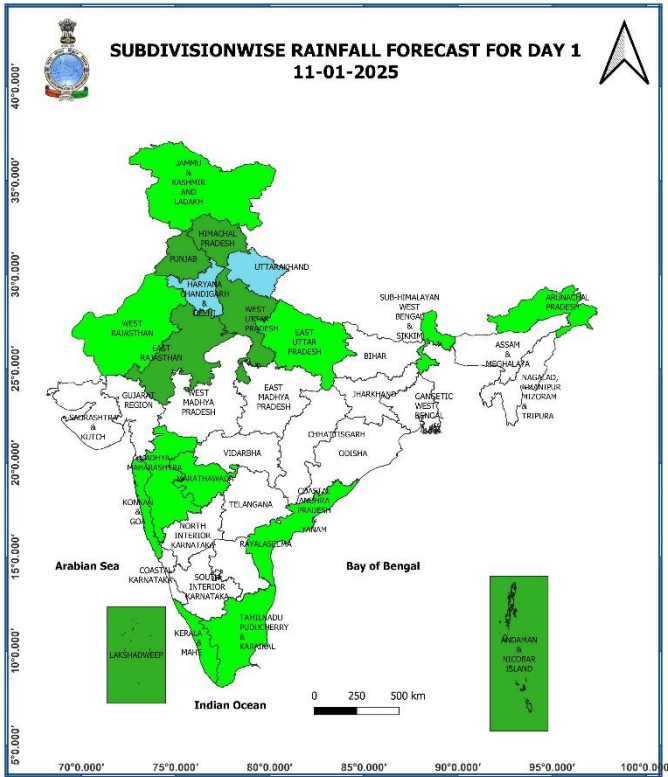 SUBDIVISIONWISE RAINFALL FORECAST FOR DAY 1
11-01-2025
40°0.000'
35°0.000'
30°0.000'
25°0.000'
20°0.000'
15°0.000'
10°0.000'
5°0.000'
JAMMU
&
KASHMIR
AND
LADAKH
HIMACHAL
PRADESH
PUNJAB
UTTARAKHAND
HARYANA
CHANDIGARH
&
DELHI
WEST
UTTAR
PRADESH
WEST
RAJASTHAN
EAST
RAJASTHAN
EAST
UTTAR
PRADESH
SUB-HIMALAYAN
WEST
BENGAL
&
SIKKIM
ARUNACHAL
PRADESH
ASSAM
&
MEGHALAYA
NAGALAD,
MANIPUR
MIZORAM
&
TRIPURA
BIHAR
JHARKHAND
GANGETIC
WEST
BENGAL
GUJARAT
REGION
SAURASHTRA
&
KUTCH
WEST
MADHYA
PRADESH
EAST
MADHYA
PRADESH
CHHATTISGARH
ODISHA
VIDARBHA
MADHYA
MAHARASHTRA
MARATHAWADA
KONKAN
&
GOA
TELANGANA
COASTAL
ANDHRA
PRADESH
&
YANAM
NORTH
INTERIOR
KARNATAKA
RAYALASEEMA
COASTAL
KARNATAKA
SOUTH
INTERIOR
KARNATAKA
Arabian Sea
Bay of Bengal
TAMILNADU
PUDUCHERRY
&
KARAIKAL
KERALA
&
MAHE
LAKSHADWEEP
ANDAMAN
&
NICOBAR
ISLAND
Indian Ocean
0 250 500 km
70°0.000' 75°0.000' 80°0.000' 85°0.000' 90°0.000' 95°0.000' 100°0.000'